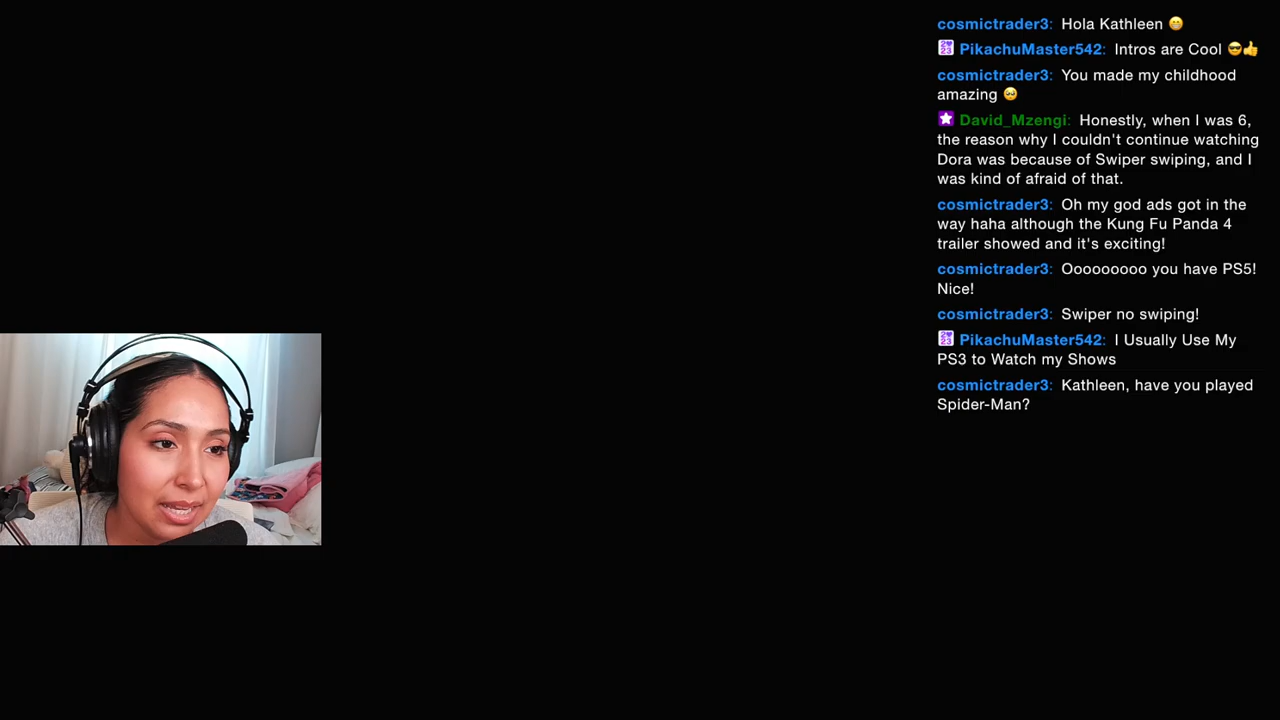 cosmictrader3: Hola Kathleen 😁
PikachuMaster542: Intros are Cool 😎👍
cosmictrader3: You made my childhood
amazing 🥺
David_Mzengi: Honestly, when I was 6,
the reason why I couldn't continue watching
Dora was because of Swiper swiping, and I
was kind of afraid of that.
cosmictrader3: Oh my god ads got in the
way haha although the Kung Fu Panda 4
trailer showed and it's exciting!
cosmictrader3: Ooooooooo you have PS5!
Nice!
cosmictrader3: Swiper no swiping!
PikachuMaster542: I Usually Use My
PS3 to Watch my Shows
cosmictrader3: Kathleen, have you played
Spider-Man?